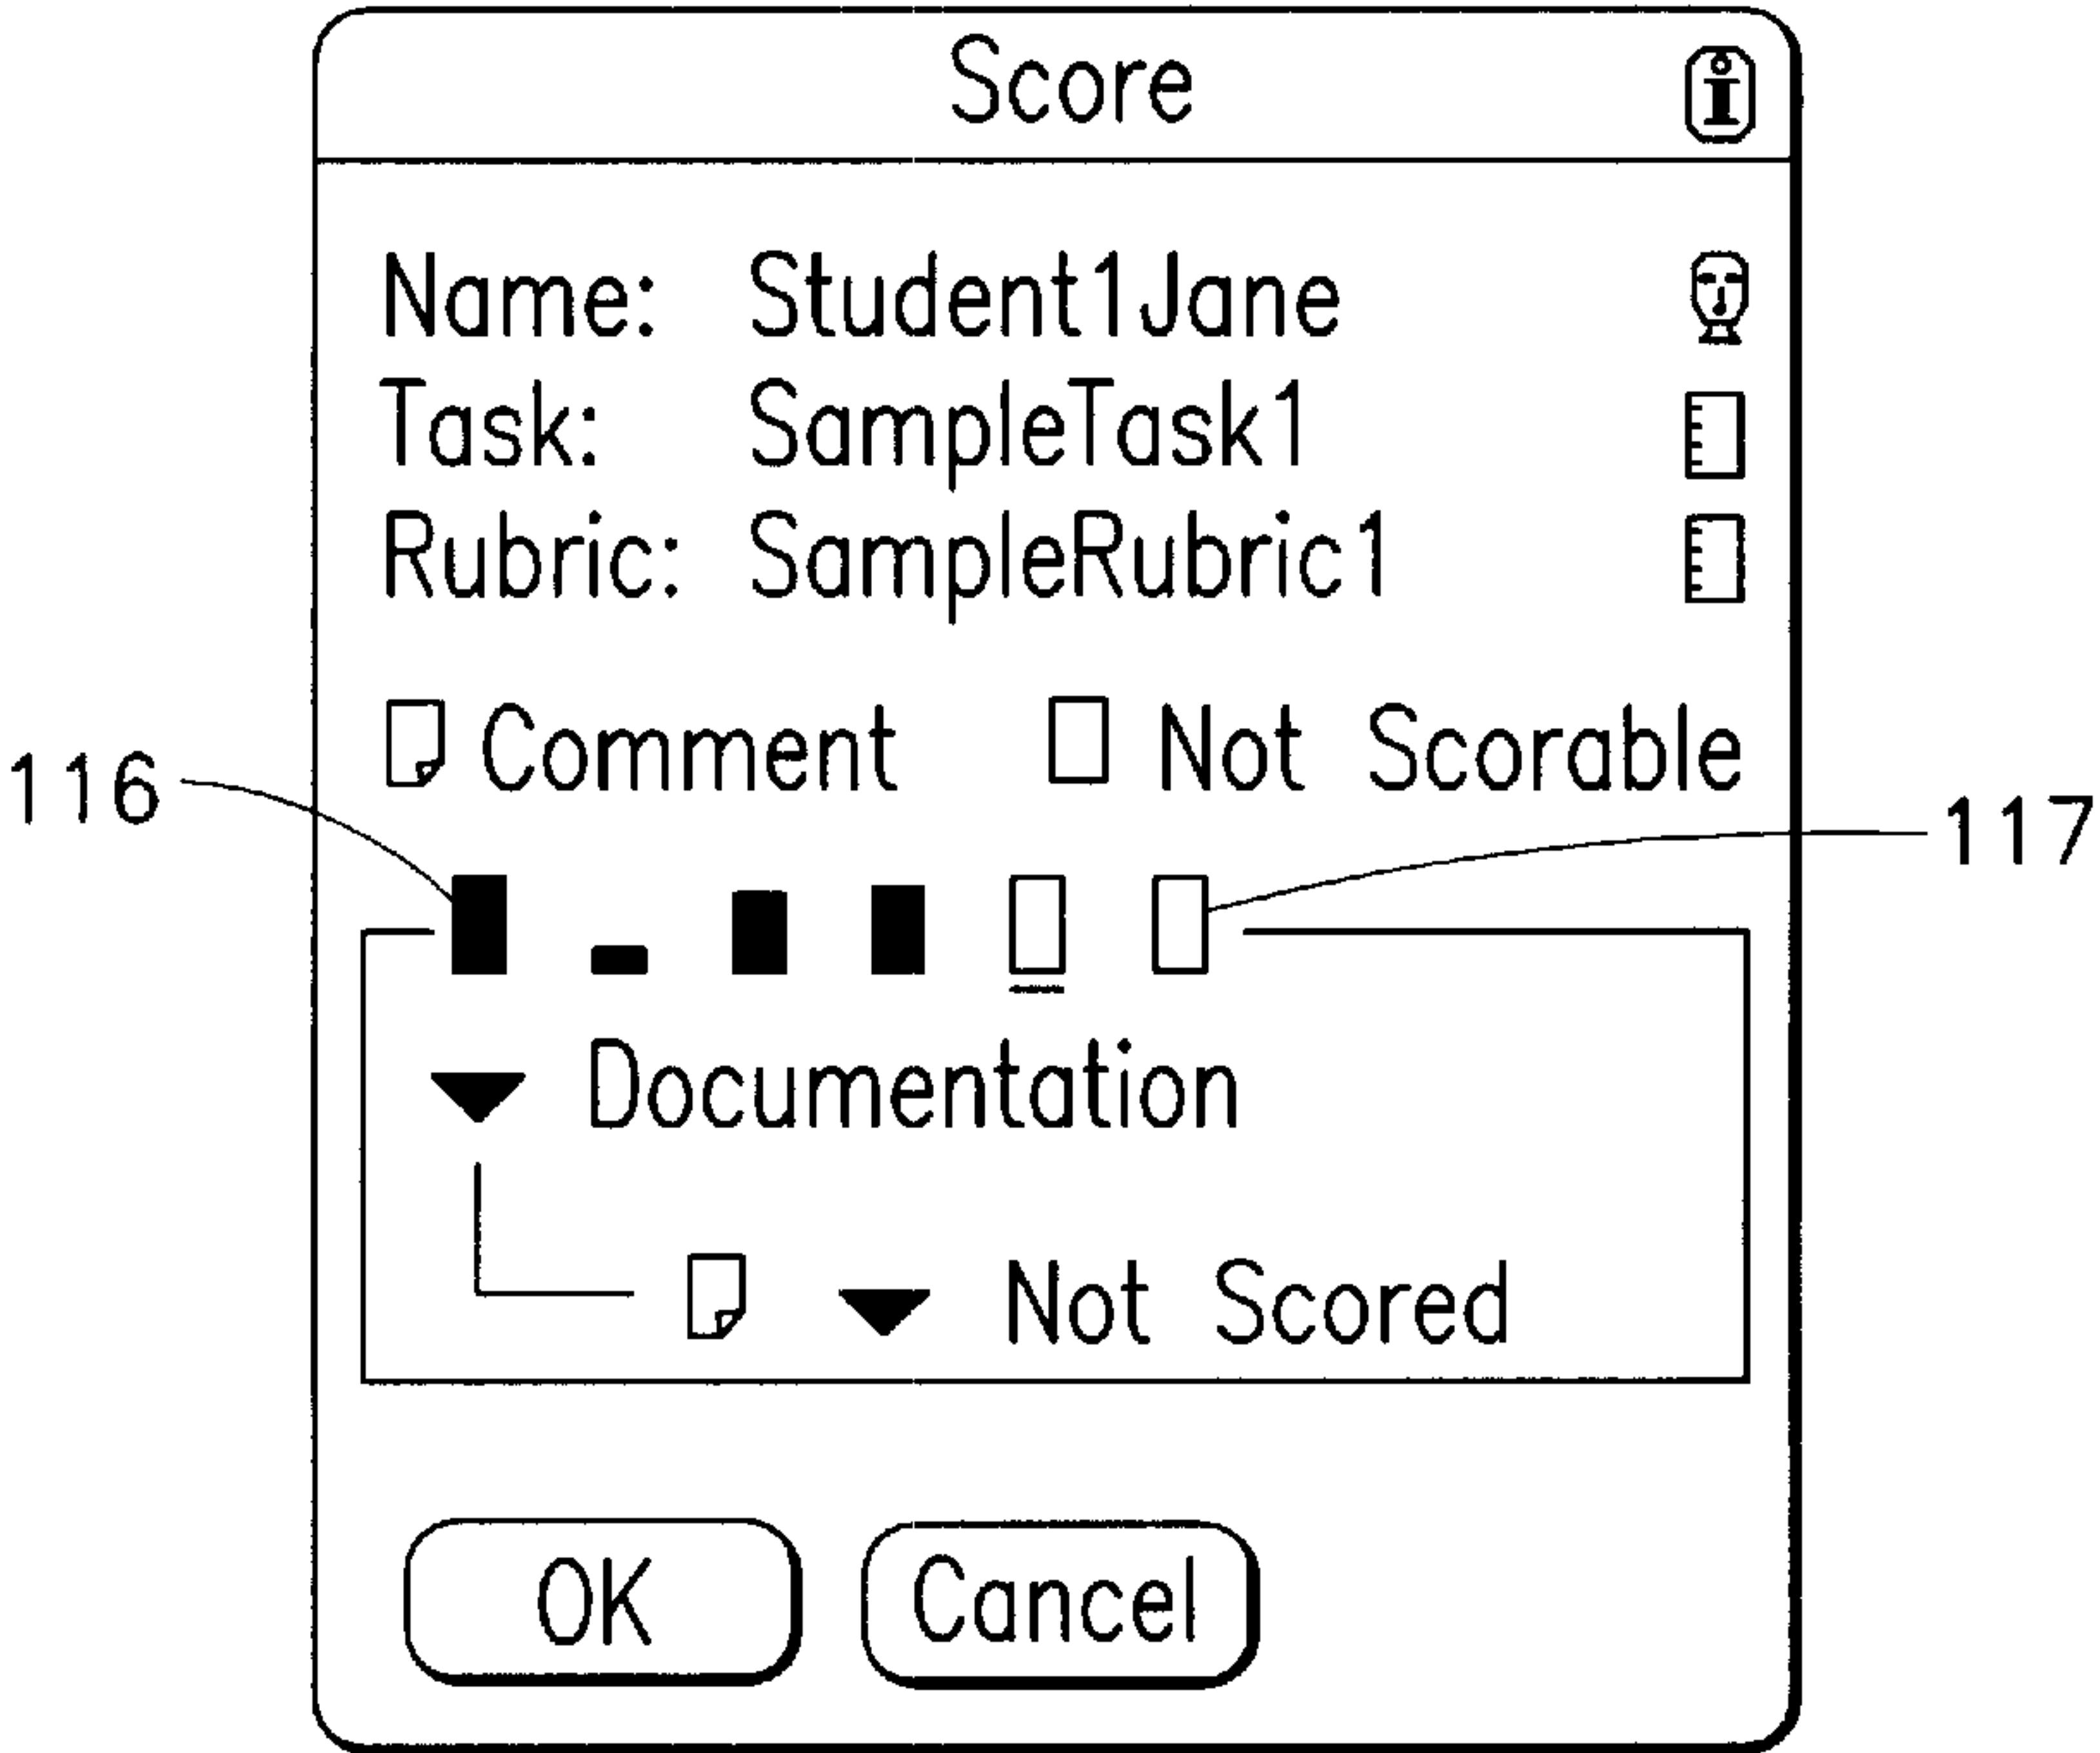 Score
Name: Student1Jane
Task: SampleTask1
Rubric: SampleRubric1
Comment Not Scorable
116
117
Documentation
Not Scored
OK Cancel